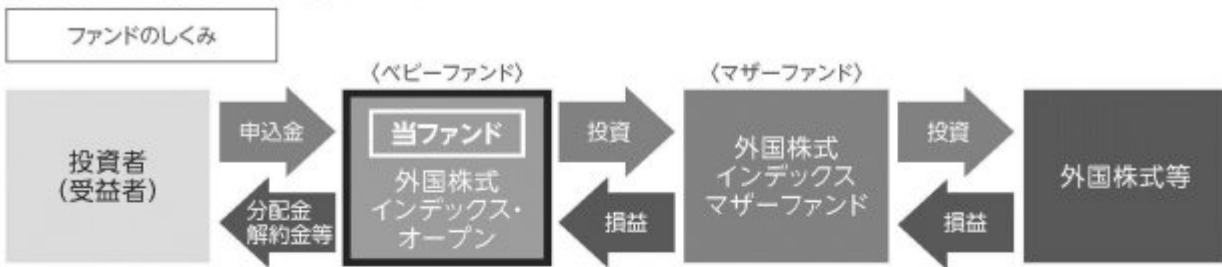 ファンドのしくみ
〈ベビーファンド〉
〈マザーファンド〉
投資者
(受益者)
申込金
分配金
解約金等
当ファンド
外国株式
インデックス・
オープン
投資
損益
外国株式
インデックス
マザーファンド
投資
損益
外国株式等